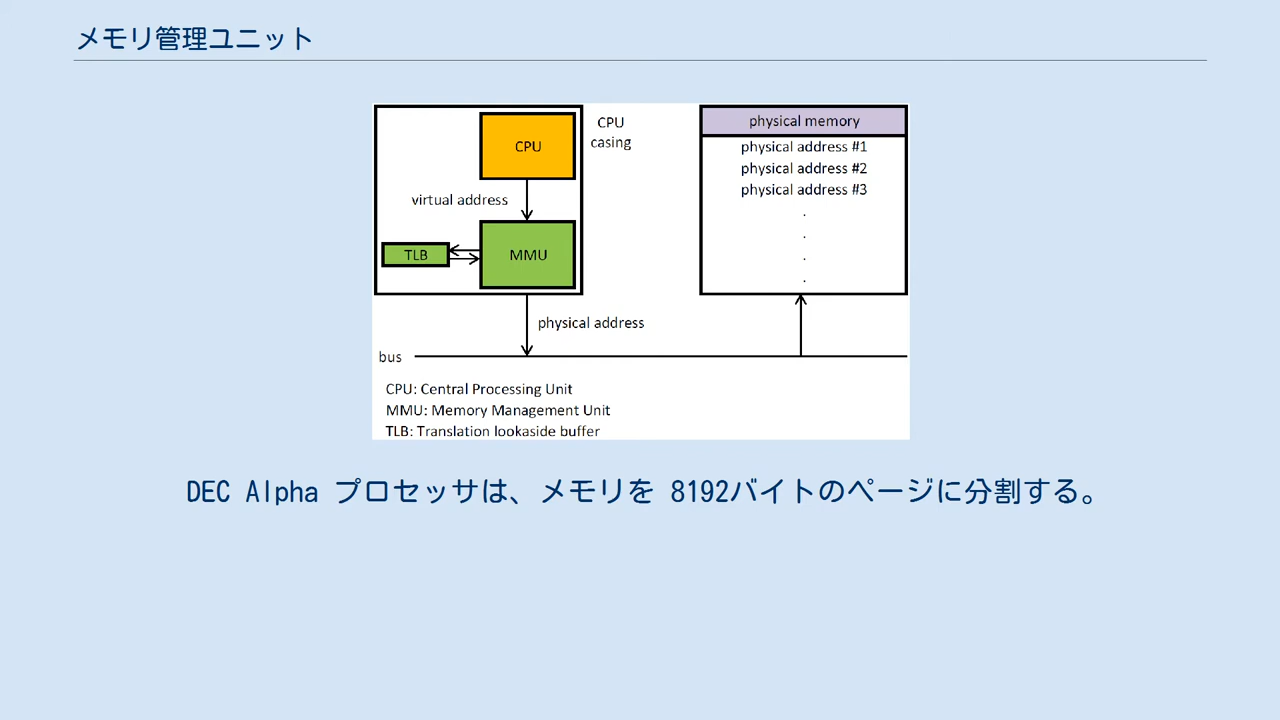 メモリ管理ユニット
CPU
CPU
casing
virtual address
TLB
MMU
physical address
bus
physical memory
physical address #1
physical address #2
physical address #3
.
.
.
.
CPU: Central Processing Unit
MMU: Memory Management Unit
TLB: Translation lookaside buffer
DEC Alpha プロセッサは、メモリを 8192バイトのページに分割する。